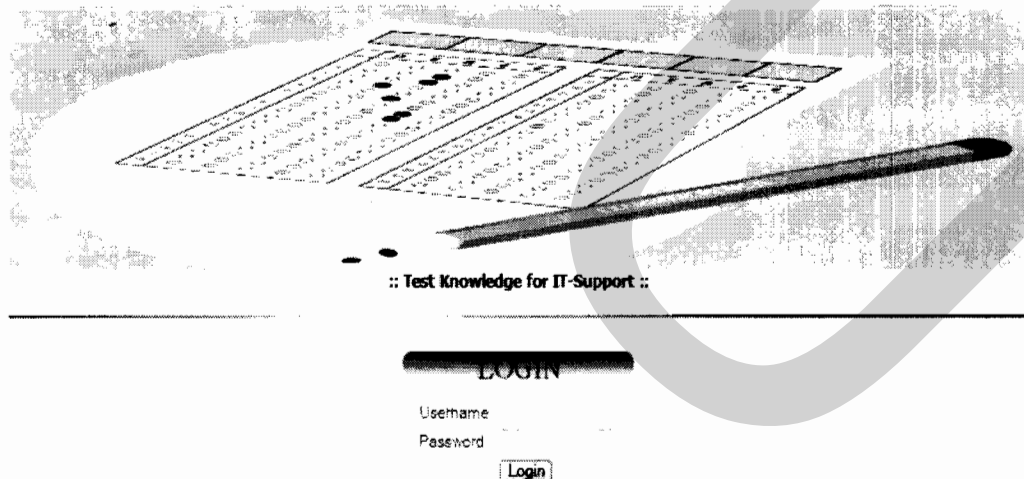 :: Test Knowledge for IT-Support ::
LOGIN
Username
Password
Login